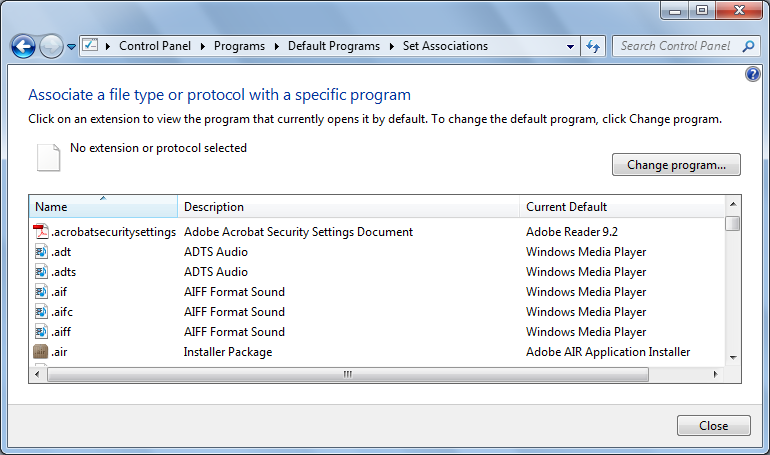 Control Panel Programs Default Programs Set Associations Search Control Panel
Associate a file type or protocol with a specific program
Click on an extension to view the program that currently opens it by default. To change the default program, click Change program.
No extension or protocol selected
Change program...
Name Description Current Default
.acrobatsecuritysettings Adobe Acrobat Security Settings Document Adobe Reader 9.2
.adt ADTS Audio Windows Media Player
.adts ADTS Audio Windows Media Player
.aif AIFF Format Sound Windows Media Player
.aifc AIFF Format Sound Windows Media Player
.aiff AIFF Format Sound Windows Media Player
.air Installer Package Adobe AIR Application Installer
Close